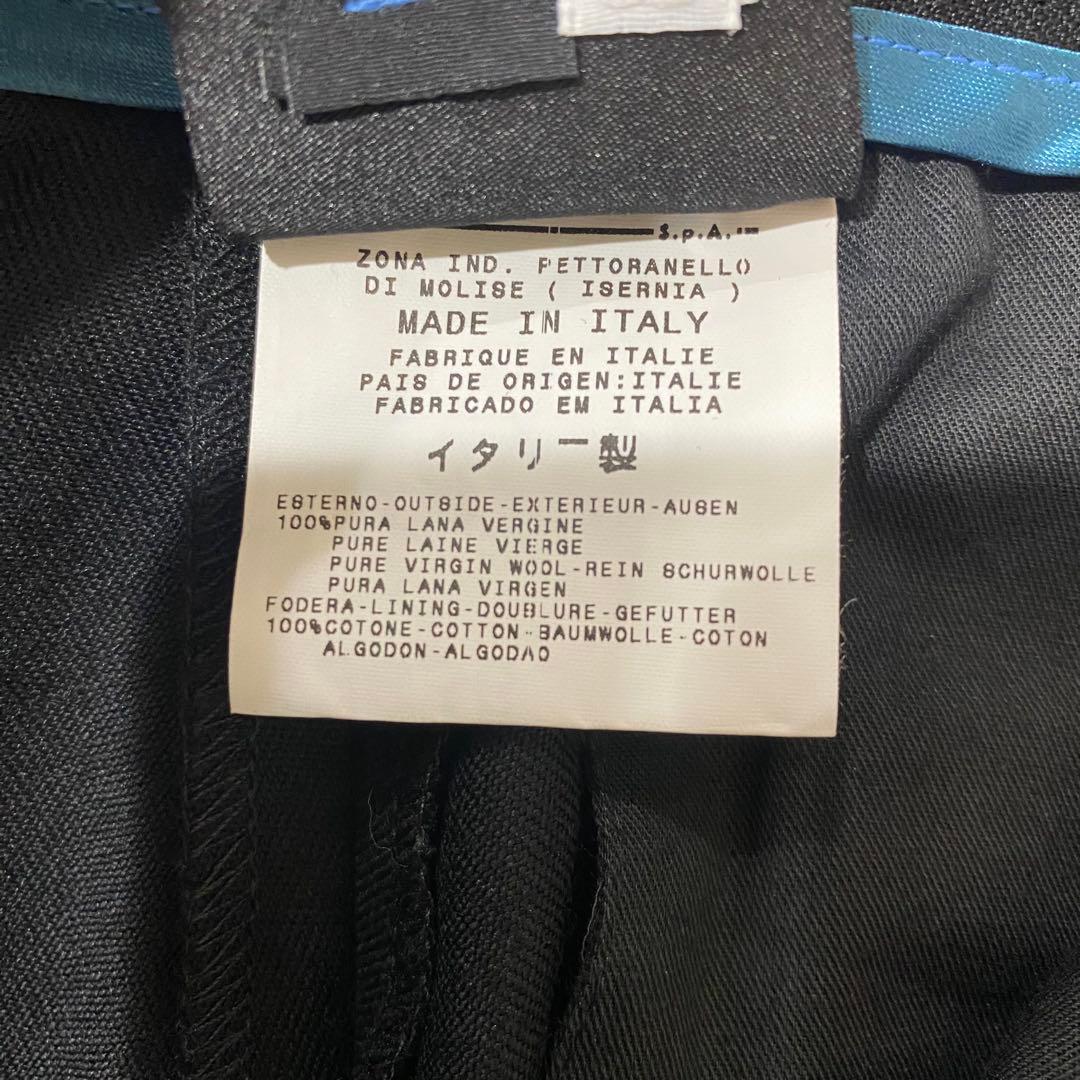 S.p.A.
ZONA IND. PETTORANELLO
DI MOLISE ( ISERNIA )
MADE IN ITALY
FABRIQUE EN ITALIE
PAIS DE ORIGEN:ITALIE
FABRICADO EM ITALIA
イタリー製
ESTERNO-OUTSIDE-EXTERIEUR-AUSEN
100%PURA LANA VERGINE
PURE LAINE VIERGE
PURE VIRGIN WOOL-REIN SCHURWOLLE
PURA LANA VIRGEN
FODERA-LINING-DOUBLURE-GEFUTTER
100%COTONE-COTTON-BAUMWOLLE-COTON
ALGODON-ALGODAO